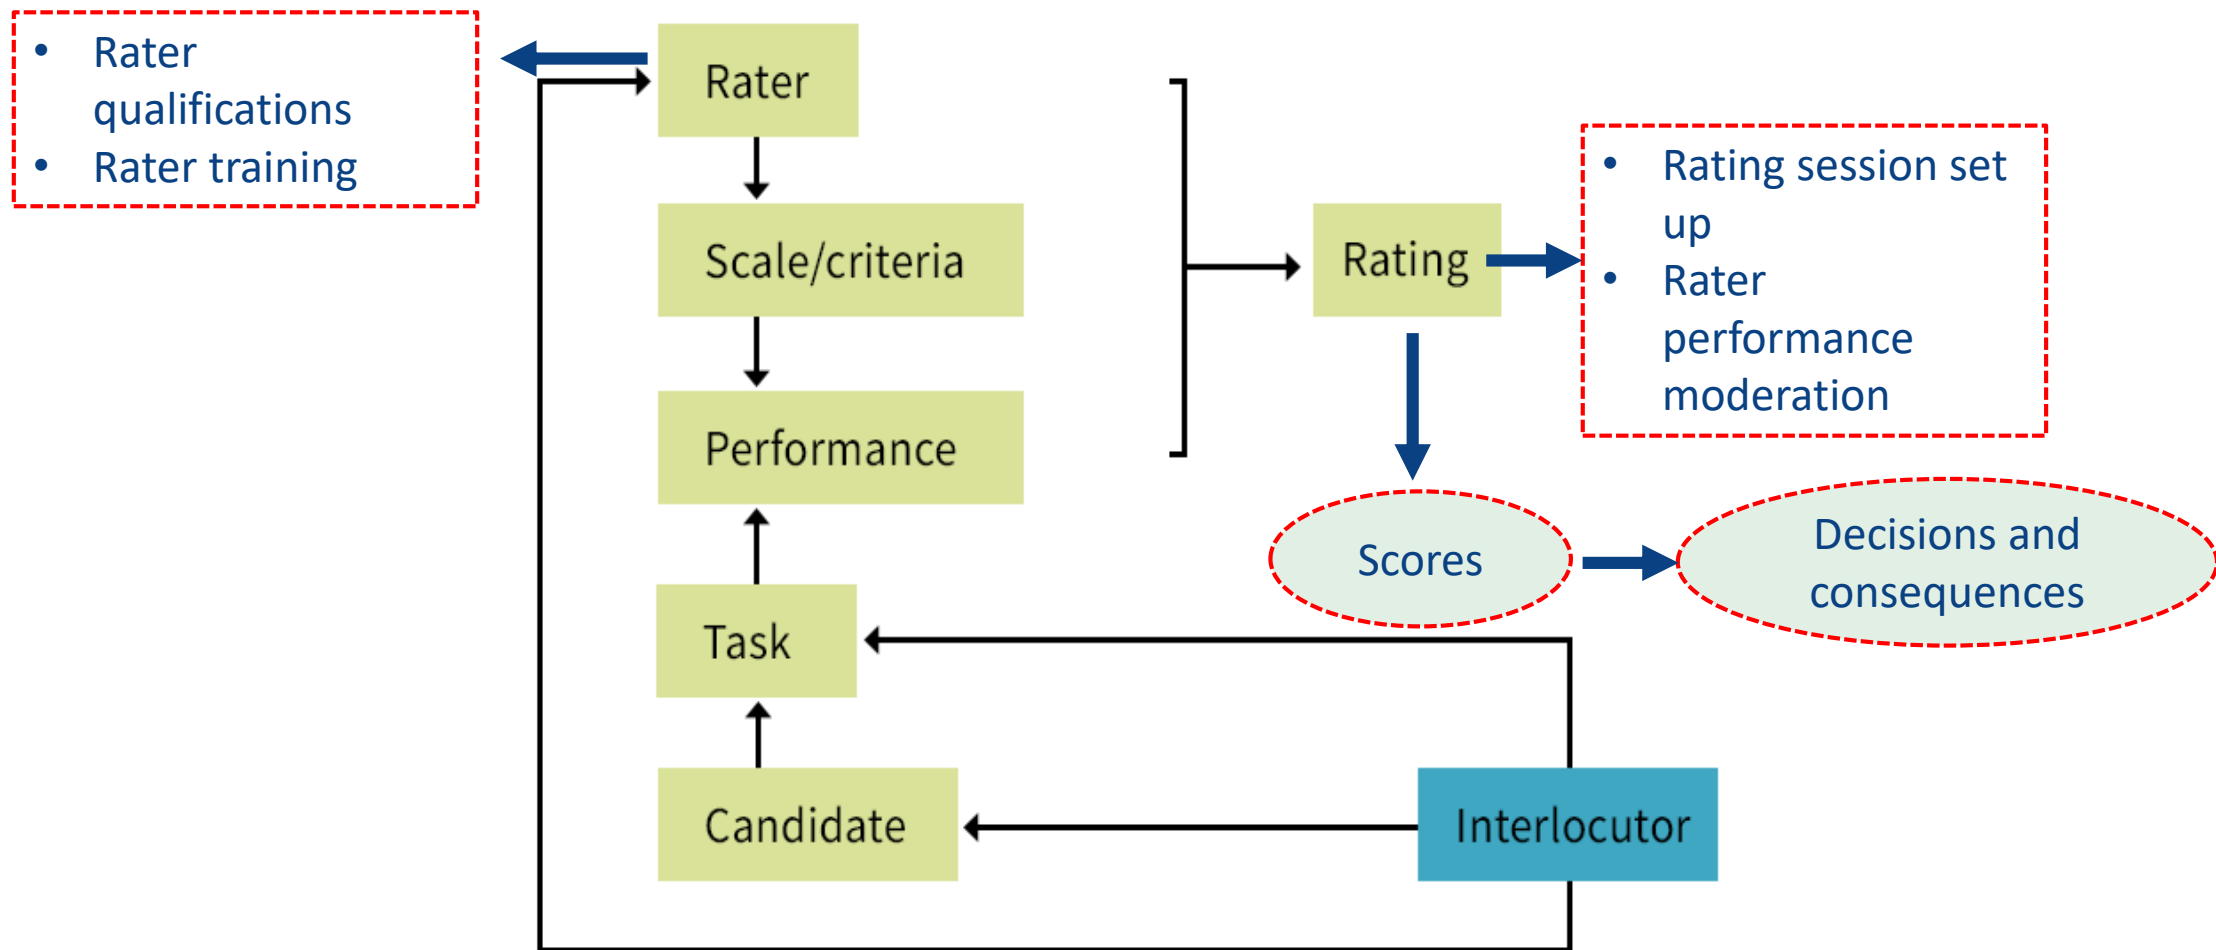 • Rater
qualifications
• Rater training
Rater
Scale/criteria
Performance
Task
Candidate
Interlocutor
Rating
• Rating session set
up
• Rater
performance
moderation
Scores
Decisions and
consequences